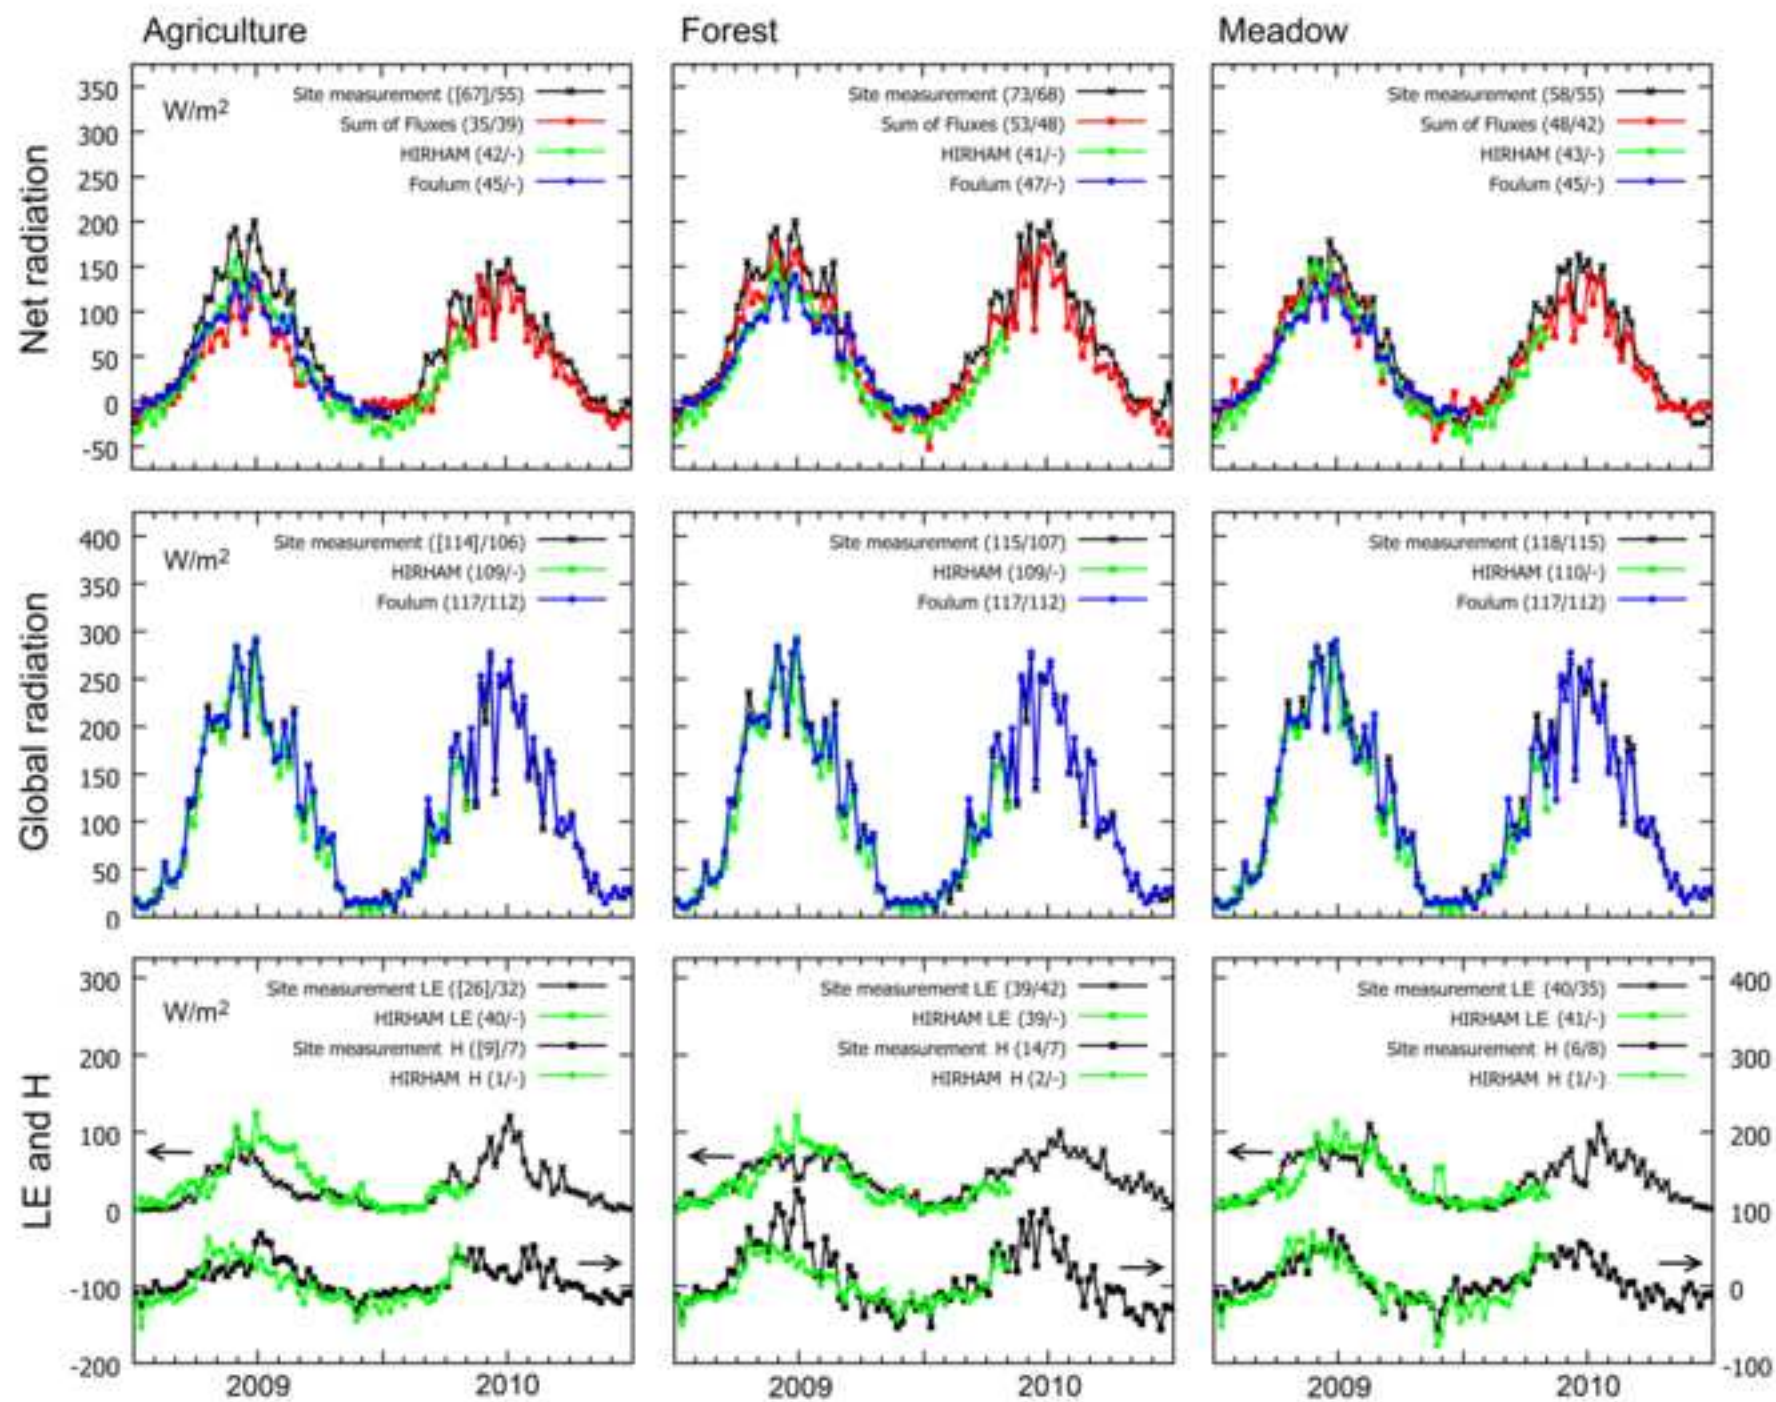 Agriculture Forest Meadow
Net radiation
350
300
250
200
150
100
50
0
-50
W/m2
Site measurement ([67]/55)
Sum of Fluxes (35/39)
HIRHAM (42/-)
Foulum (45/-)
Site measurement (73/68)
Sum of Fluxes (53/48)
HIRHAM (41/-)
Foulum (47/-)
Site measurement (58/55)
Sum of Fluxes (48/42)
HIRHAM (43/-)
Foulum (45/-)
Global radiation
400
350
300
250
200
150
100
50
0
W/m2
Site measurement ([114]/106)
HIRHAM (109/-)
Foulum (117/112)
Site measurement (115/107)
HIRHAM (109/-)
Foulum (117/112)
Site measurement (118/115)
HIRHAM (110/-)
Foulum (117/112)
LE and H
300
200
100
0
-100
-200
W/m2
Site measurement LE ([26]/32)
HIRHAM LE (40/-)
Site measurement H ([9]/7)
HIRHAM H (1/-)
Site measurement LE (39/42)
HIRHAM LE (39/-)
Site measurement H (14/7)
HIRHAM H (2/-)
Site measurement LE (40/35)
HIRHAM LE (41/-)
Site measurement H (6/8)
HIRHAM H (1/-)
400
300
200
100
0
-100
2009 2010 2009 2010 2009 2010